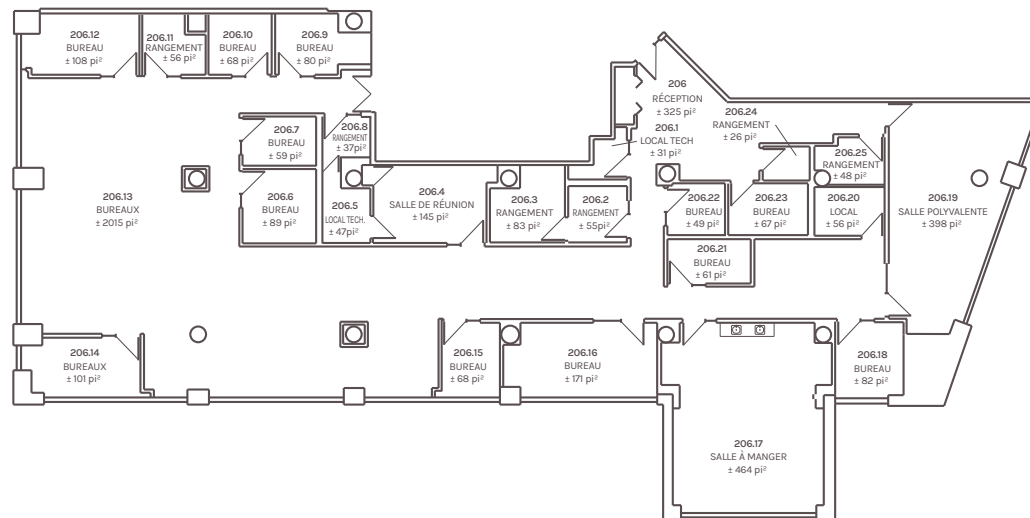 206.12
BUREAU
± 108 pi²
206.11
RANGEMENT
± 56 pi²
206.10
BUREAU
± 68 pi²
206.9
BUREAU
± 80 pi²
206
RÉCEPTION
± 325 pi²
206.1
LOCAL TECH
± 31 pi²
206.24
RANGEMENT
± 26 pi²
206.25
RANGEMENT
± 48 pi²
206.7
BUREAU
± 59 pi²
206.8
RANGEMENT
± 37pi²
206.13
BUREAUX
± 2015 pi²
206.6
BUREAU
± 89 pi²
206.5
LOCAL TECH.
± 47pi²
206.4
SALLE DE RÉUNION
± 145 pi²
206.3
RANGEMENT
± 83 pi²
206.2
RANGEMENT
± 55pi²
206.22
BUREAU
± 49 pi²
206.23
BUREAU
± 67 pi²
206.20
LOCAL
± 56 pi²
206.19
SALLE POLYVALENTE
± 398 pi²
206.21
BUREAU
± 61 pi²
206.14
BUREAUX
± 101 pi²
206.15
BUREAU
± 68 pi²
206.16
BUREAU
± 171 pi²
206.18
BUREAU
± 82 pi²
206.17
SALLE À MANGER
± 464 pi²